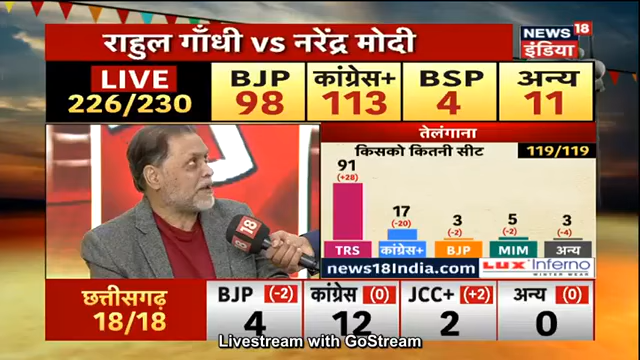 राहुल गाँधी vs नरेंद्र मोदी
NEWS 18
इंडिया
LIVE
226/230
BJP
98
कांग्रेस+
113
BSP
4
अन्य
11
तेलंगाना
किसको कितनी सीट
119/119
91
(+28)
17
(-20)
3
(-2)
5
(-2)
3
(-4)
TRS
कांग्रेस+
BJP
MIM
अन्य
18
news18India.com
LUX Inferno
WINTER WEAR
छत्तीसगढ़
18/18
BJP (-2)
4
कांग्रेस (0)
12
JCC+ (+2)
2
अन्य (0)
0
Livestream with GoStream